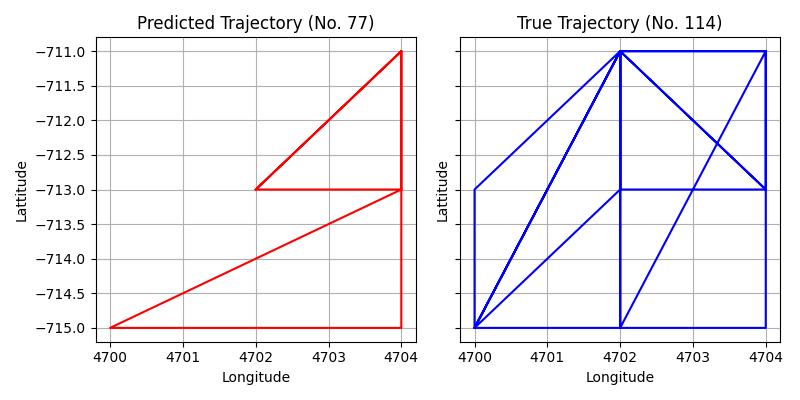 Predicted Trajectory (No. 77)
True Trajectory (No. 114)
−711.0
−711.5
−712.0
−712.5
−713.0
−713.5
−714.0
−714.5
−715.0
Lattitude
Lattitude
4700 4701 4702 4703 4704
4700 4701 4702 4703 4704
Longitude
Longitude